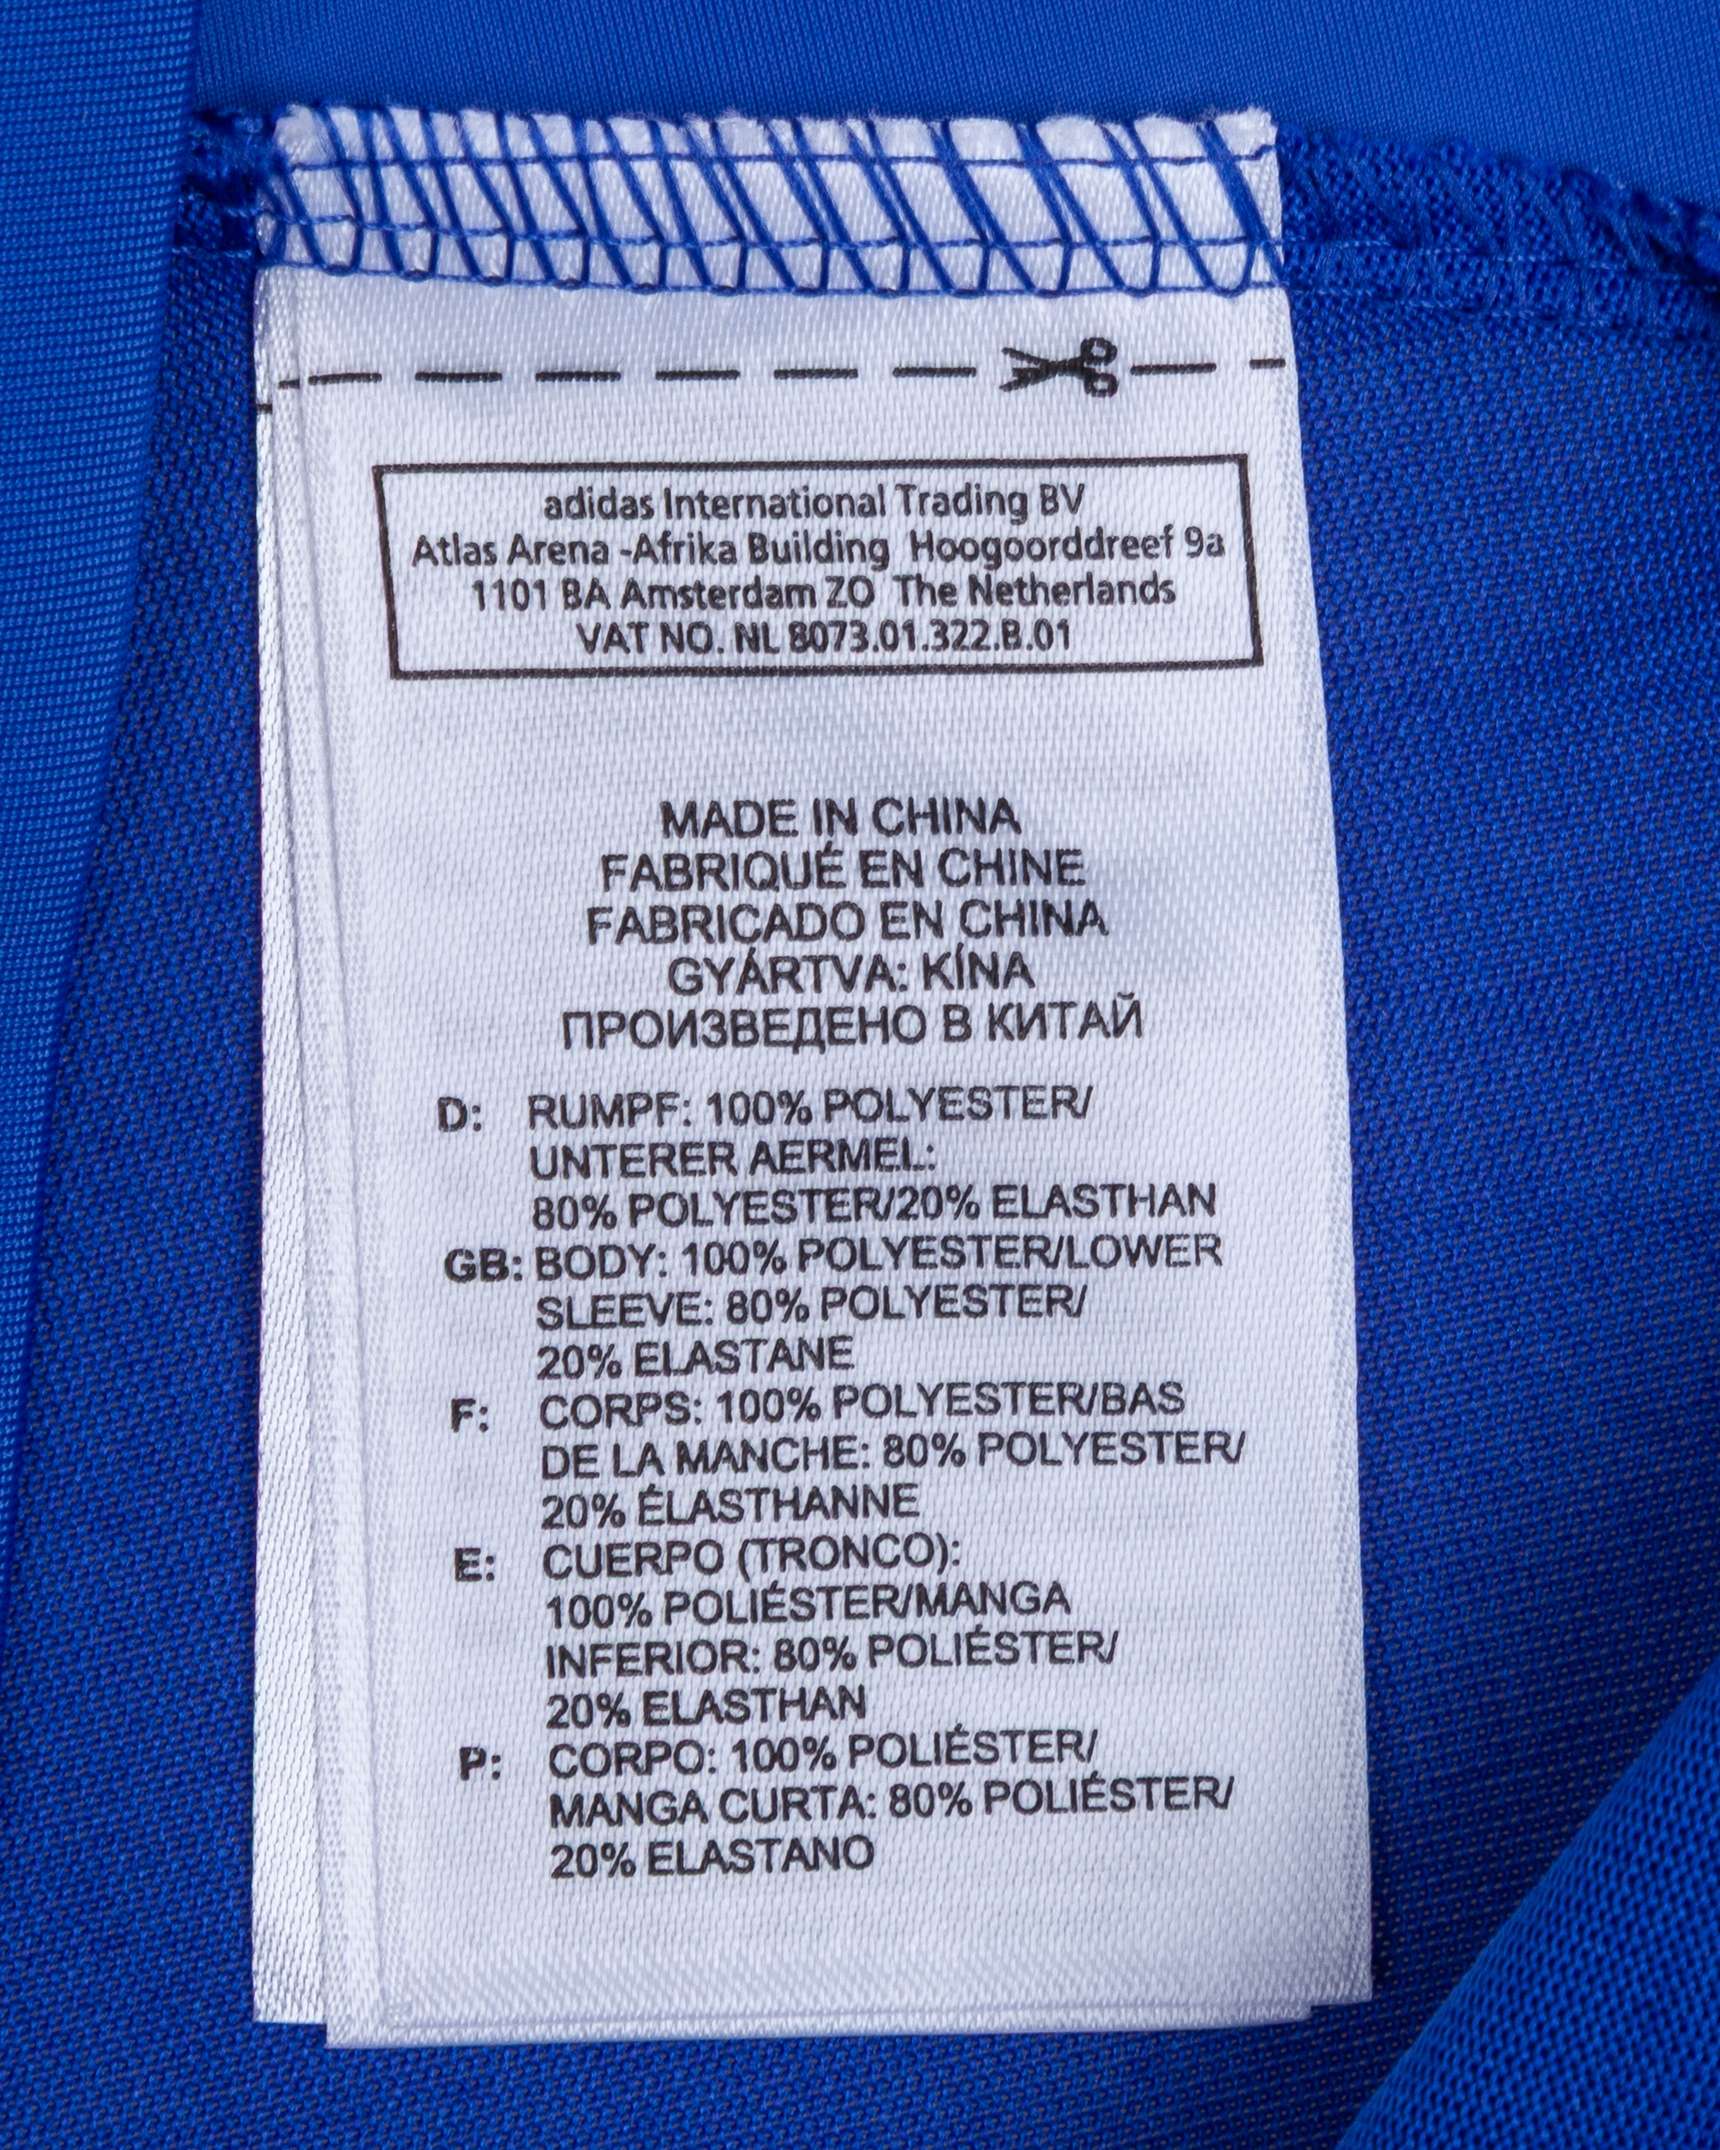 adidas International Trading BV
Atlas Arena -Afrika Building Hoogoorddreef 9a
1101 BA Amsterdam ZO The Netherlands
VAT NO. NL 8073.01.322.B.01
MADE IN CHINA
FABRIQUÉ EN CHINE
FABRICADO EN CHINA
GYÁRTVA: KÍNA
ПРОИЗВЕДЕНО В КИТАЙ
D: RUMPF: 100% POLYESTER/
UNTERER AERMEL:
80% POLYESTER/20% ELASTHAN
GB: BODY: 100% POLYESTER/LOWER
SLEEVE: 80% POLYESTER/
20% ELASTANE
F: CORPS: 100% POLYESTER/BAS
DE LA MANCHE: 80% POLYESTER/
20% ÉLASTHANNE
E: CUERPO (TRONCO):
100% POLIÉSTER/MANGA
INFERIOR: 80% POLIÉSTER/
20% ELASTHAN
P: CORPO: 100% POLIÉSTER/
MANGA CURTA: 80% POLIÉSTER/
20% ELASTANO